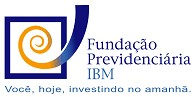 Fundação
Previdenciária
IBM
Você, hoje, investindo no amanhã.